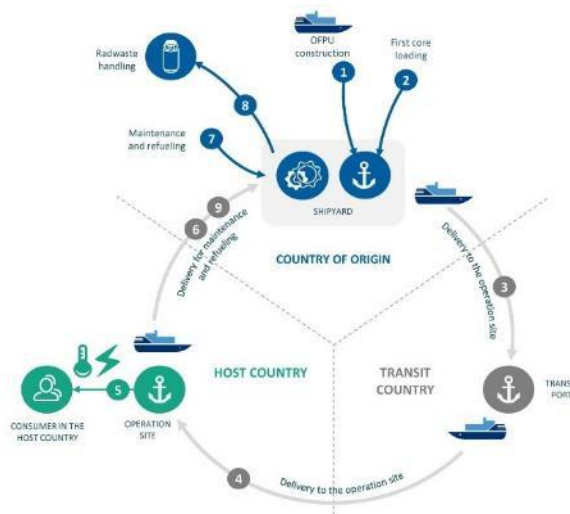 Radwaste
handling
OFPU
construction
First core
loading
1
2
8
Maintenance
and refueling
7
SHIPYARD
9
6
Delivery for maintenance
and refueling
COUNTRY OF ORIGIN
Delivery to the operation site
3
HOST COUNTRY
TRANSIT
COUNTRY
TRANS
PORT
5
CONSUMER IN THE
HOST COUNTRY
OPERATION
SITE
4
Delivery to the operation site